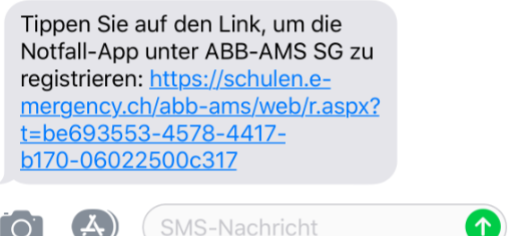 Tippen Sie auf den Link, um die
Notfall-App unter ABB-AMS SG zu
registrieren: https://schulen.e-
mergency.ch/abb-ams/web/r.aspx?
t=be693553-4578-4417-
b170-06022500c317
SMS-Nachricht